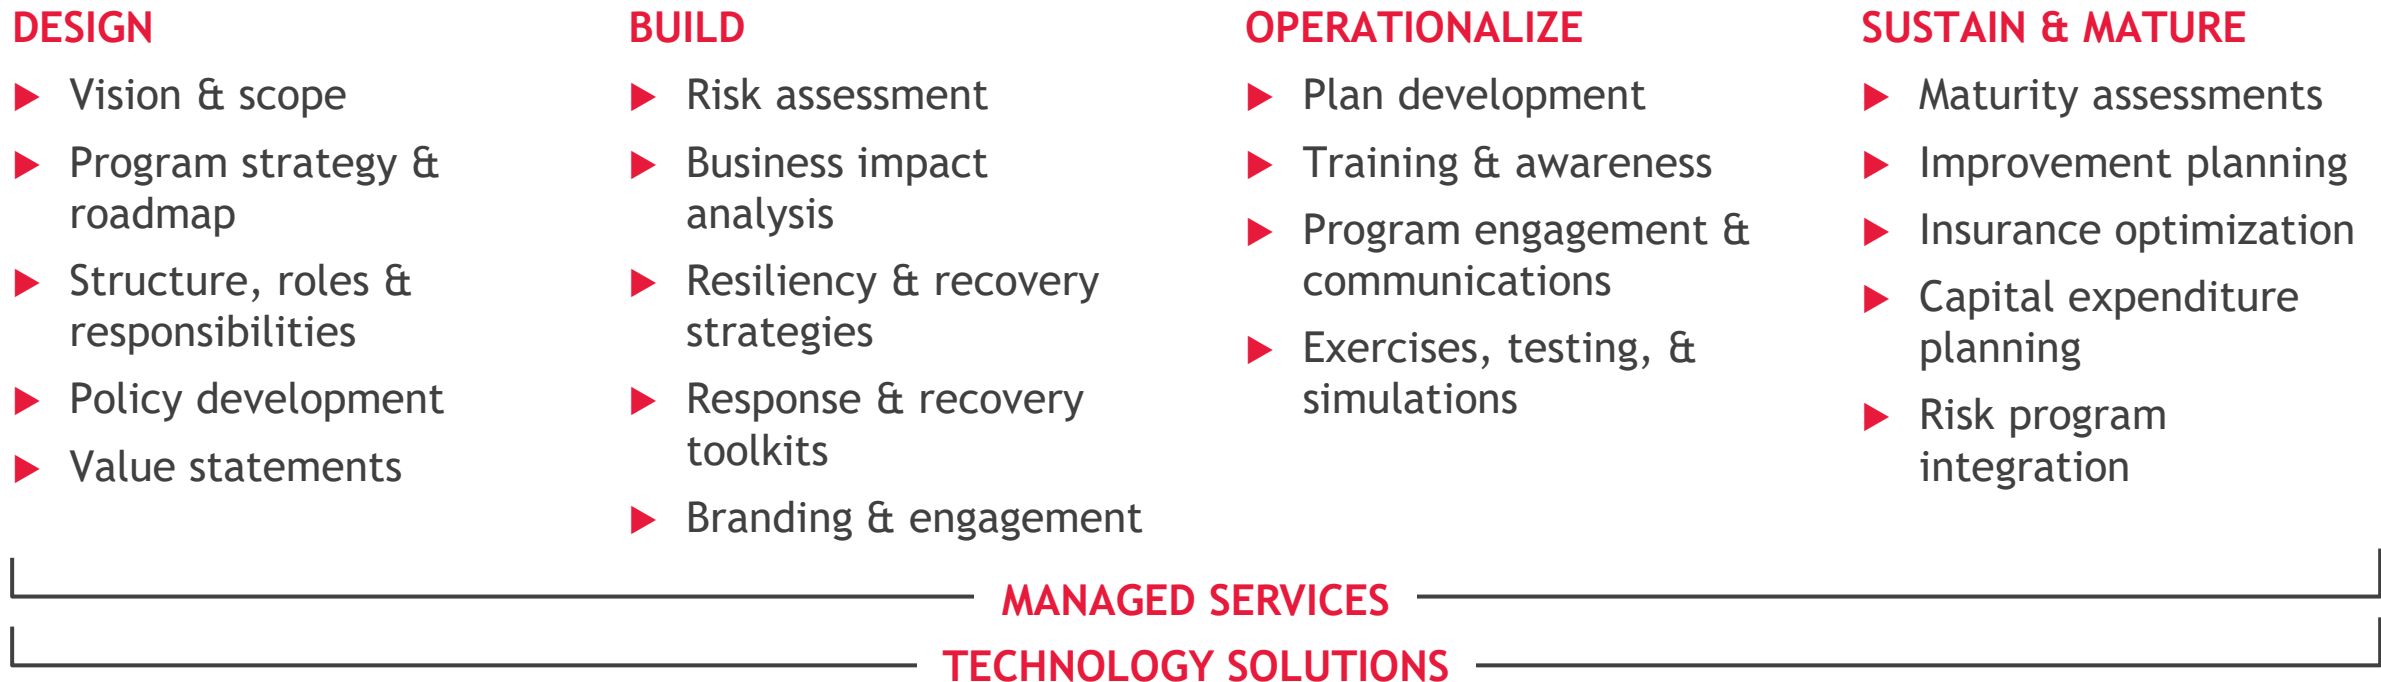 DESIGN
Vision & scope
Program strategy &
roadmap
Structure, roles &
responsibilities
Policy development
Value statements
BUILD
Risk assessment
Business impact
analysis
Resiliency & recovery
strategies
Response & recovery
toolkits
Branding & engagement
OPERATIONALIZE
Plan development
Training & awareness
Program engagement &
communications
Exercises, testing, &
simulations
SUSTAIN & MATURE
Maturity assessments
Improvement planning
Insurance optimization
Capital expenditure
planning
Risk program
integration
MANAGED SERVICES
TECHNOLOGY SOLUTIONS